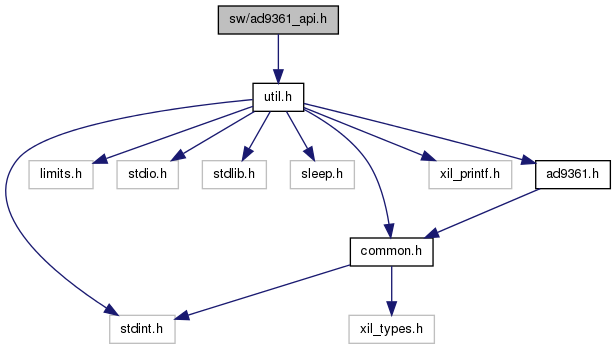 sw/ad9361_api.h
util.h
limits.h
stdio.h
stdlib.h
sleep.h
xil_printf.h
ad9361.h
common.h
stdint.h
xil_types.h